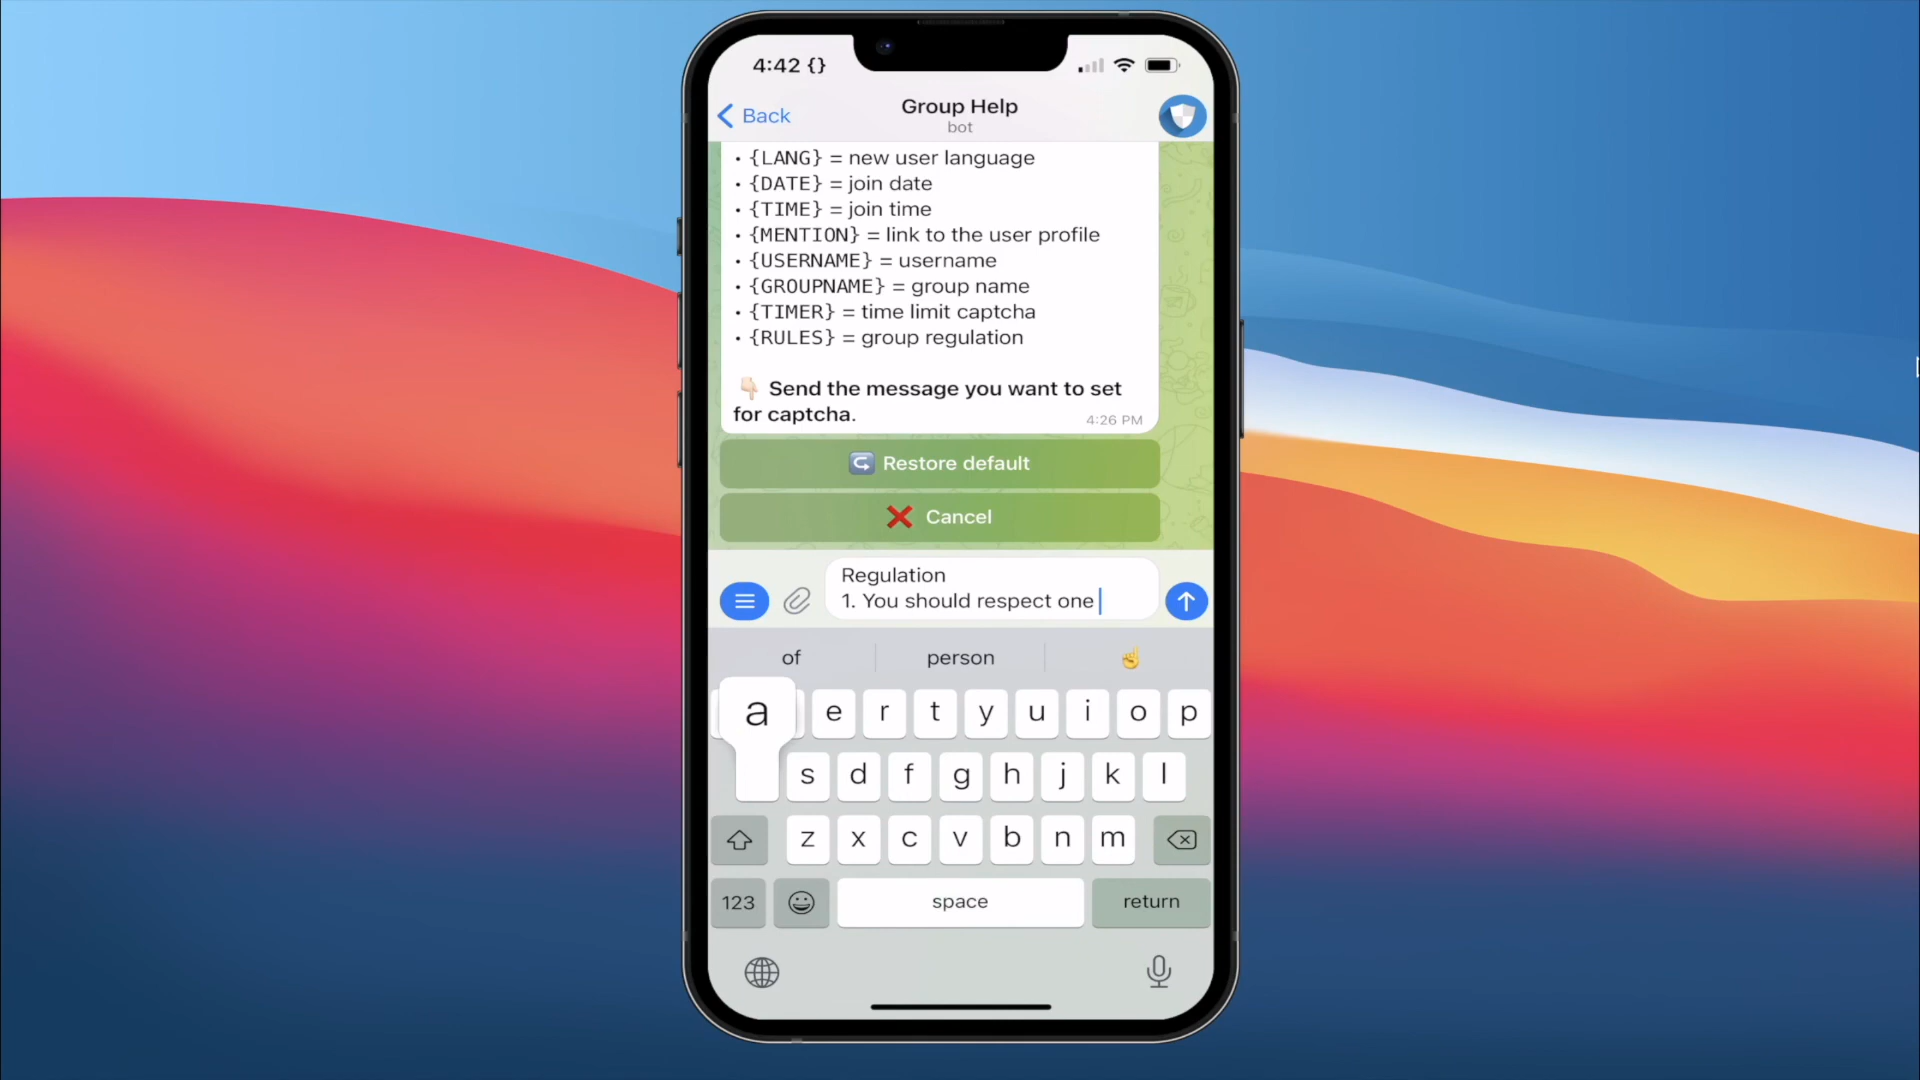 4:42 {}
Back
Group Help
bot
• {LANG} = new user language
• {DATE} = join date
• {TIME} = join time
• {MENTION} = link to the user profile
• {USERNAME} = username
• {GROUPNAME} = group name
• {TIMER} = time limit captcha
• {RULES} = group regulation
👇🏻 Send the message you want to set
for captcha.
4:26 PM
Restore default
Cancel
Regulation
1. You should respect one
of person ☝️
a e r t y u i o p
s d f g h j k l
z x c v b n m
123 space return